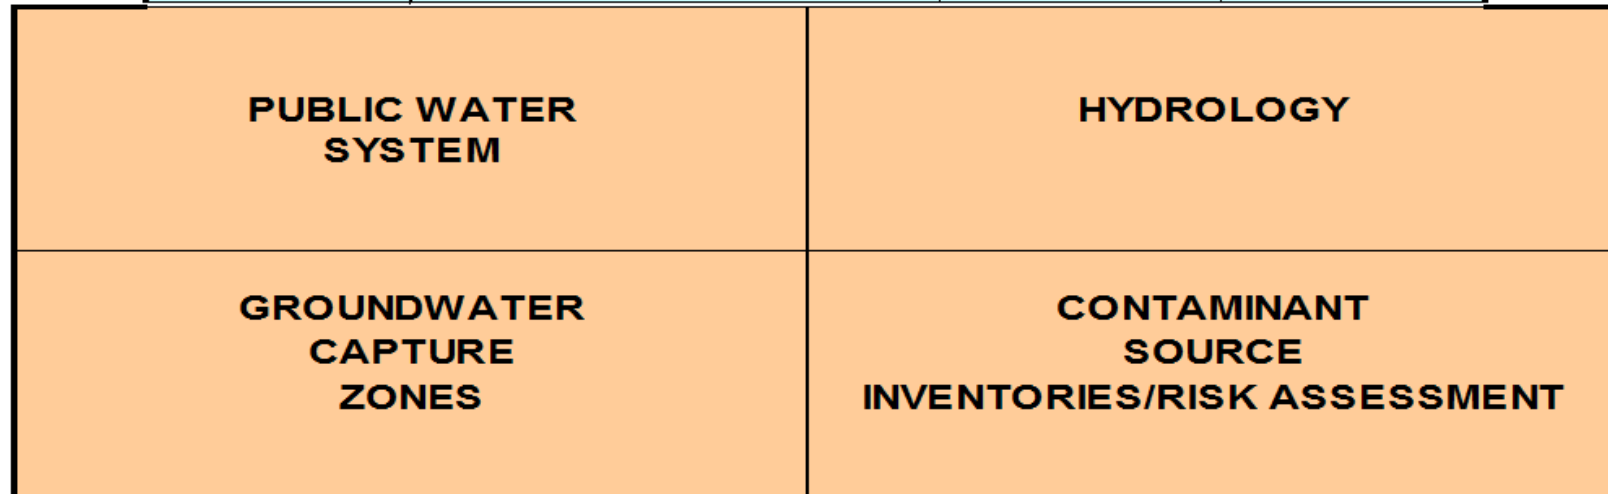 PUBLIC WATER
SYSTEM
HYDROLOGY
GROUNDWATER
CAPTURE
ZONES
CONTAMINANT
SOURCE
INVENTORIES/RISK ASSESSMENT